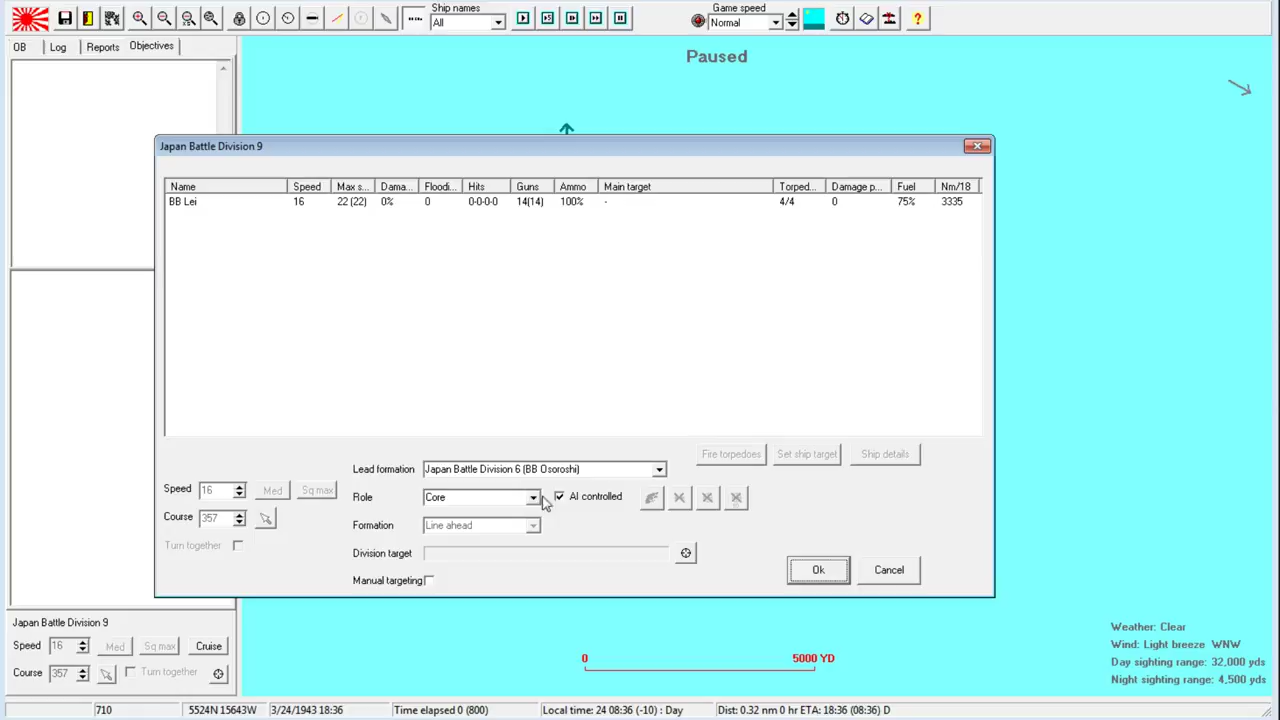 Ship names
All
Game speed
Normal
?
OB Log Reports Objectives
Paused
Japan Battle Division 9
Name Speed Max s... Dama... Floodi... Hits Guns Ammo Main target Torped... Damage p... Fuel Nm/18
BB Lei 16 22 (22) 0% 0 0-0-0-0 14(14) 100% - 4/4 0 75% 3335
Fire torpedoes Set ship target Ship details
Lead formation Japan Battle Division 6 (BB Osoroshi)
Speed 16 Med Sq max
Role Core AI controlled
Course 357
Formation Line ahead
Turn together
Division target
Ok Cancel
Manual targeting
Japan Battle Division 9
Speed 16 Med Sq max Cruise
Course 357 Turn together
Weather: Clear
Wind: Light breeze WNW
Day sighting range: 32,000 yds
Night sighting range: 4,500 yds
0 5000 YD
710 5524N 15643W 3/24/1943 18:36 Time elapsed 0 (800) Local time: 24 08:36 (-10) : Day Dist: 0.32 nm 0 hr ETA: 18:36 (08:36) D